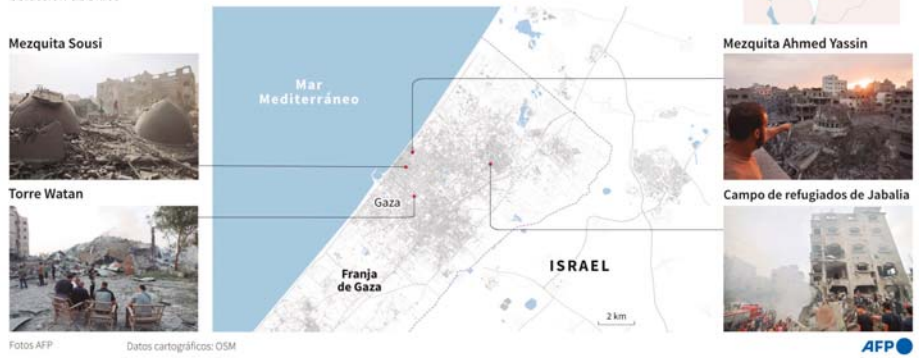 Mezquita Sousi
Mezquita Ahmed Yassin
Mar
Mediterráneo
Torre Watan
Gaza
Campo de refugiados de Jabalia
Franja
de Gaza
ISRAEL
2 km
Fotos AFP
Datos cartográficos: OSM
AFP